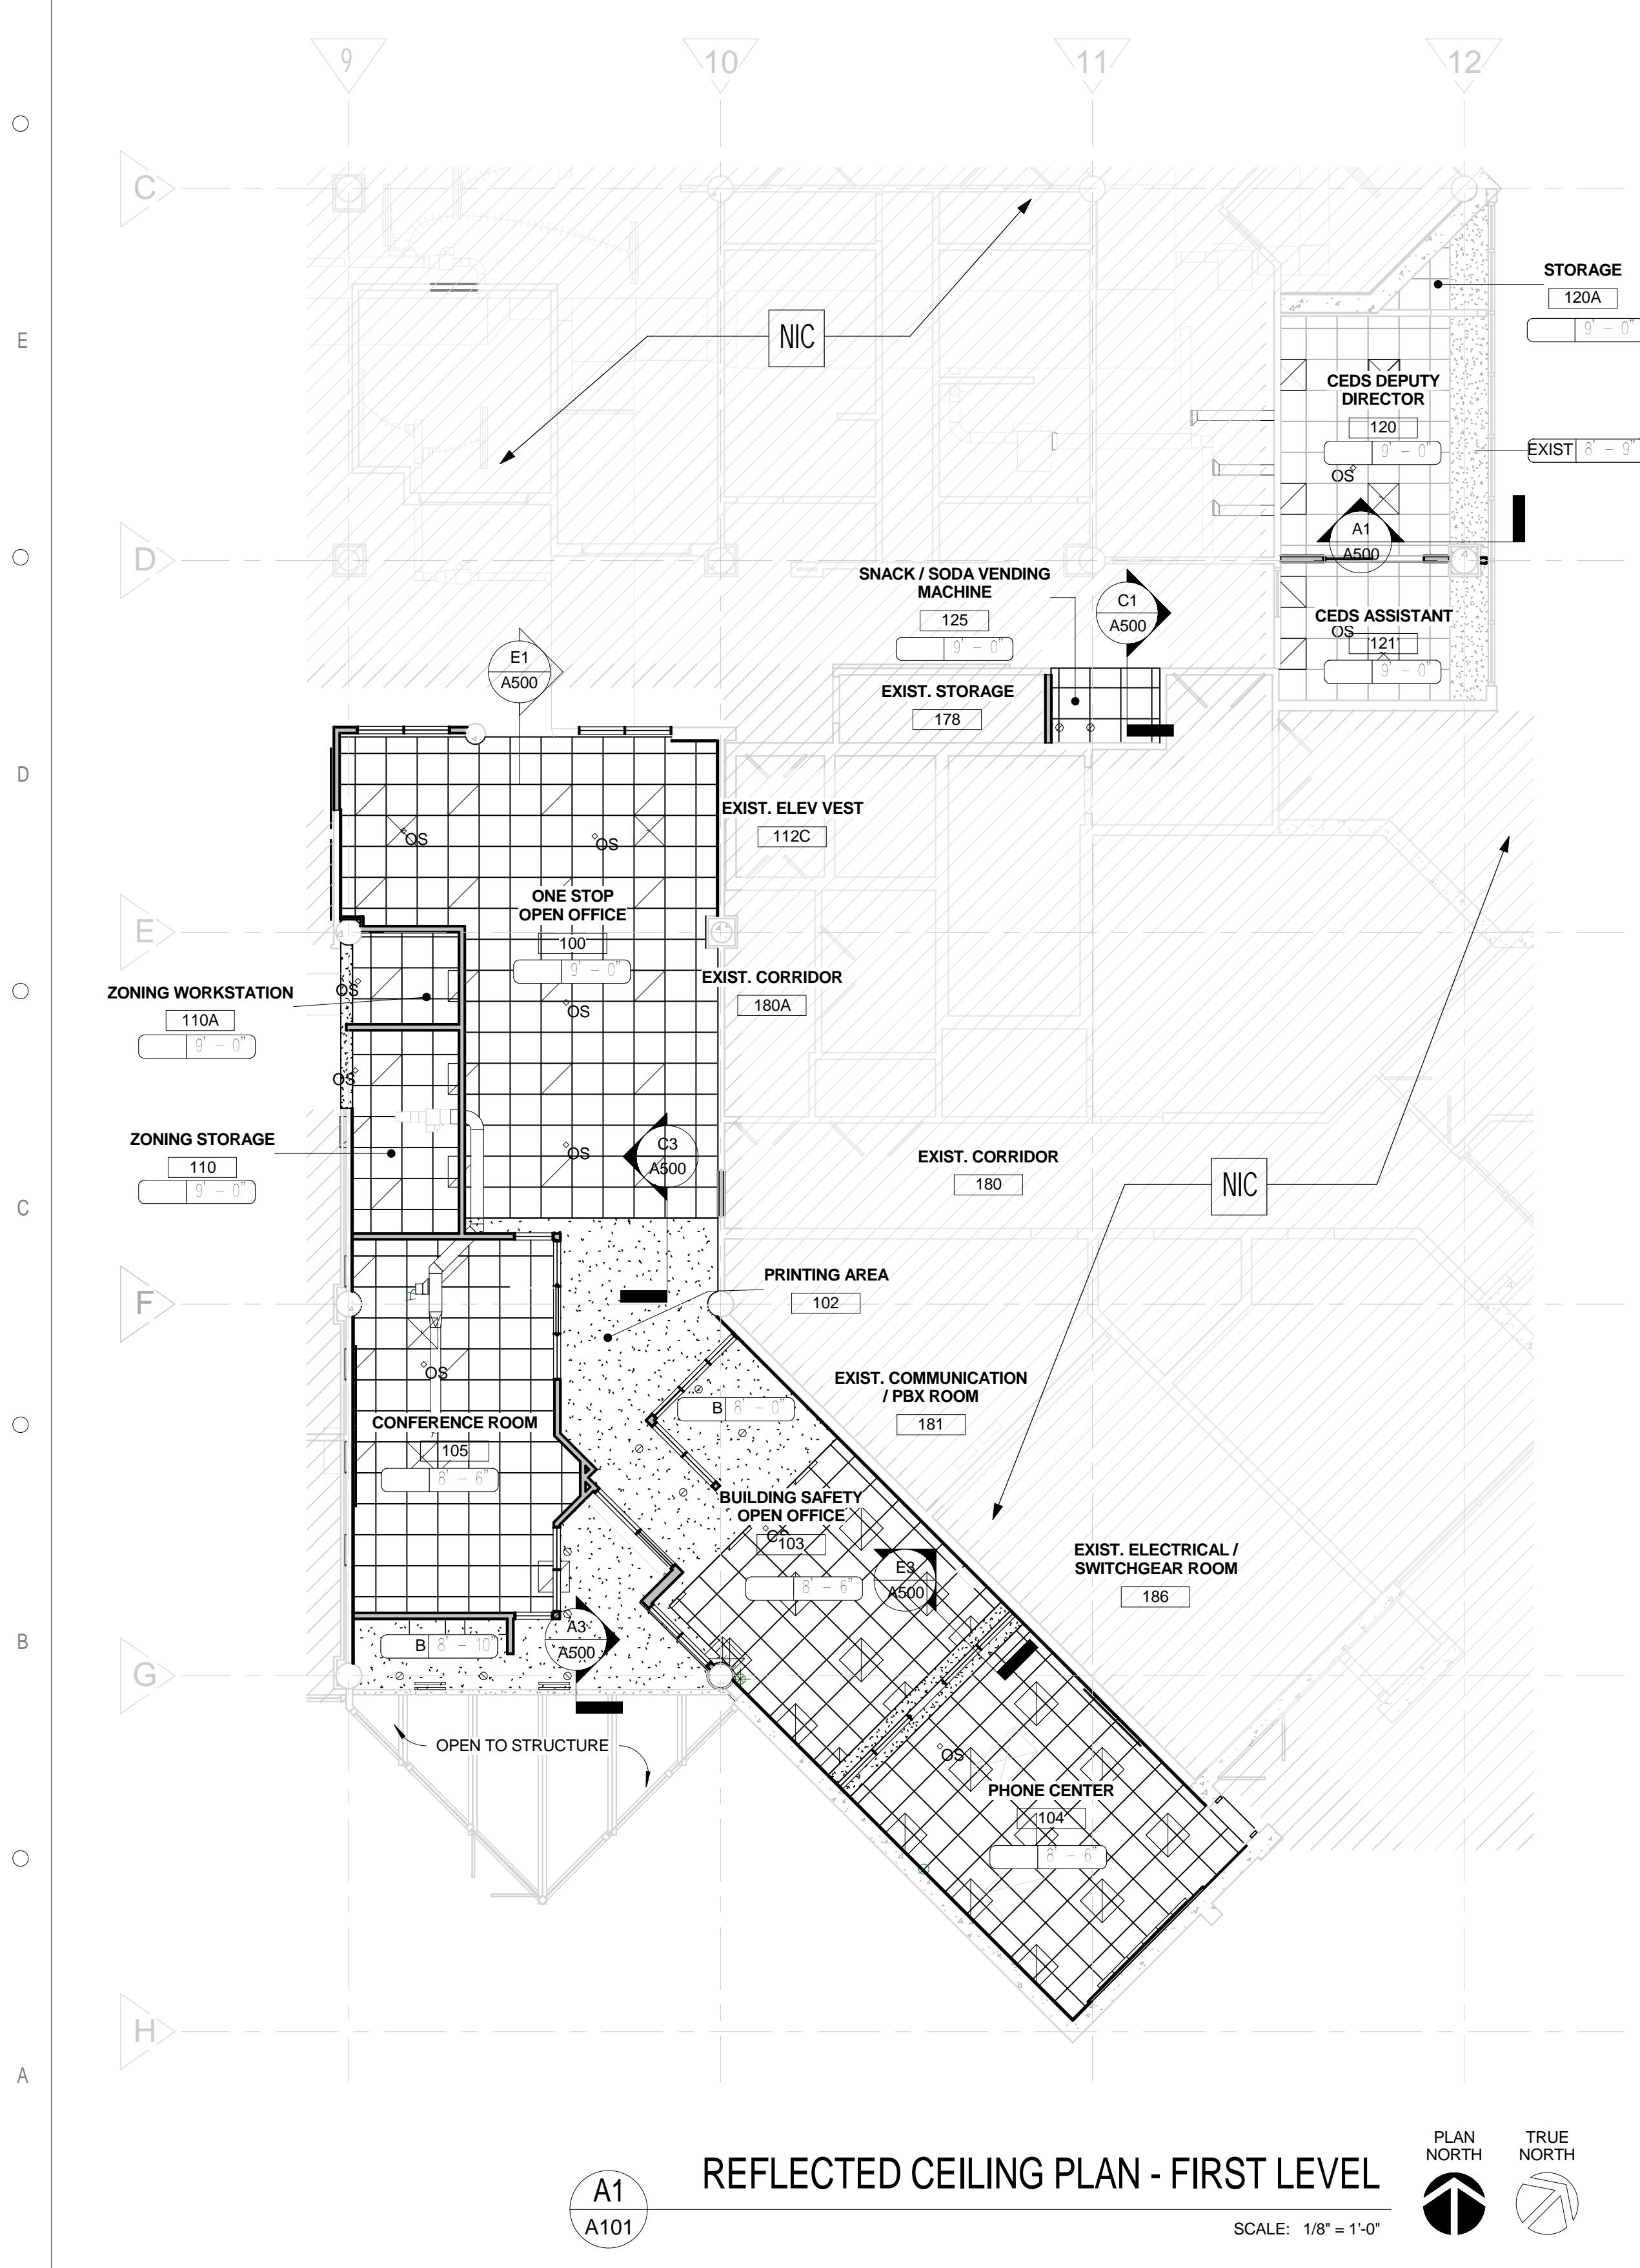 9
10
11
12
C
E
STORAGE
120A
9' - 0"
NIC
CEDS DEPUTY
DIRECTOR
120
9' - 0"
EXIST 8' - 9"
OS
A1
A500
D
SNACK / SODA VENDING
MACHINE
125
9' - 0"
C1
A500
CEDS ASSISTANT
OS
121
9' - 0"
E1
A500
EXIST. STORAGE
178
D
EXIST. ELEV VEST
112C
OS
OS
ONE STOP
OPEN OFFICE
100
9' - 0"
E
EXIST. CORRIDOR
180A
ZONING WORKSTATION
110A
9' - 0"
OS
OS
OS
ZONING STORAGE
110
9' - 0"
OS
C3
A500
EXIST. CORRIDOR
180
NIC
C
PRINTING AREA
102
F
OS
EXIST. COMMUNICATION
/ PBX ROOM
181
B 8' - 0"
CONFERENCE ROOM
105
8' - 6"
BUILDING SAFETY
OPEN OFFICE
103
8' - 6"
E3
A500
EXIST. ELECTRICAL /
SWITCHGEAR ROOM
186
B
B 8' - 10"
A3
A500
G
OPEN TO STRUCTURE
OS
PHONE CENTER
104
8' - 6"
H
A
PLAN
NORTH
TRUE
NORTH
A1
A101
REFLECTED CEILING PLAN - FIRST LEVEL
SCALE: 1/8" = 1'-0"